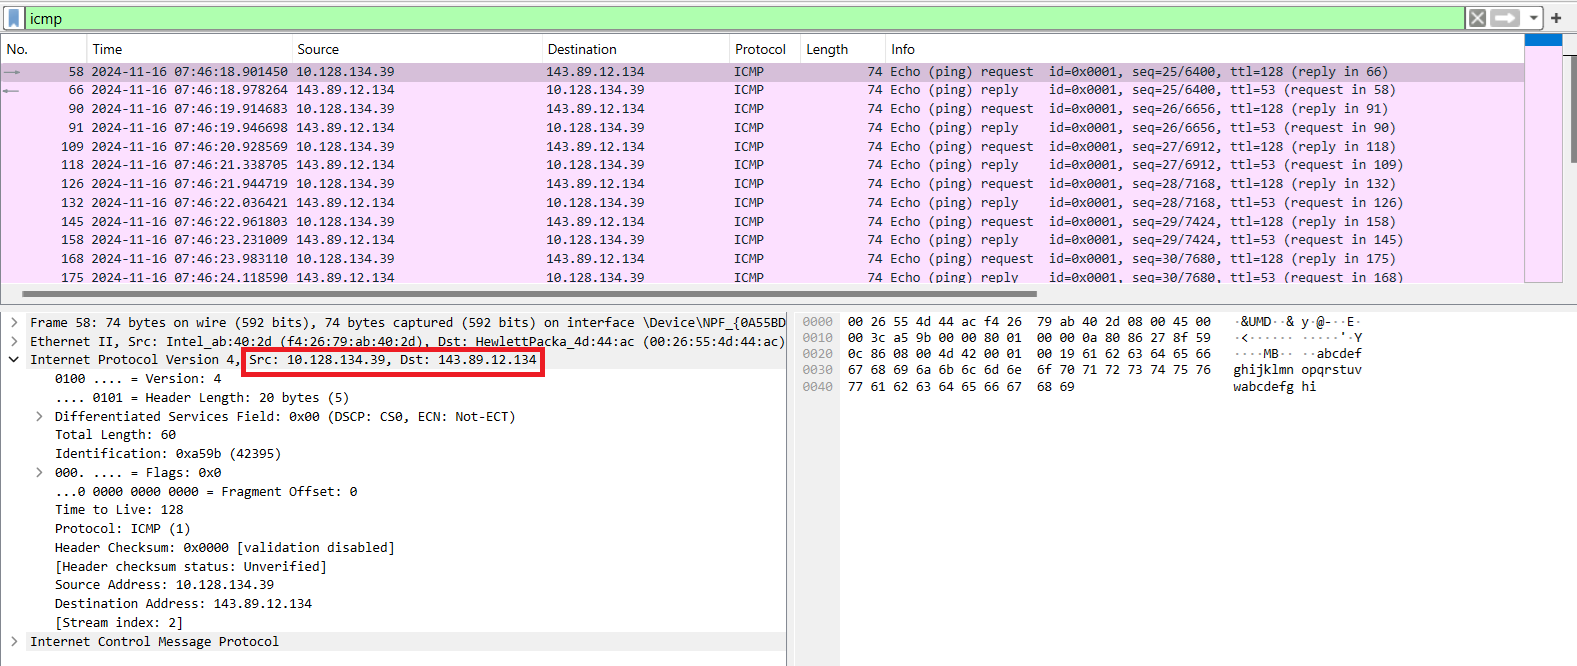 icmp
No. Time Source Destination Protocol Length Info
58 2024-11-16 07:46:18.901450 10.128.134.39 143.89.12.134 ICMP 74 Echo (ping) request id=0x0001, seq=25/6400, ttl=128 (reply in 66)
66 2024-11-16 07:46:18.978264 143.89.12.134 10.128.134.39 ICMP 74 Echo (ping) reply id=0x0001, seq=25/6400, ttl=53 (request in 58)
90 2024-11-16 07:46:19.914683 10.128.134.39 143.89.12.134 ICMP 74 Echo (ping) request id=0x0001, seq=26/6656, ttl=128 (reply in 91)
91 2024-11-16 07:46:19.946698 143.89.12.134 10.128.134.39 ICMP 74 Echo (ping) reply id=0x0001, seq=26/6656, ttl=53 (request in 90)
109 2024-11-16 07:46:20.928569 10.128.134.39 143.89.12.134 ICMP 74 Echo (ping) request id=0x0001, seq=27/6912, ttl=128 (reply in 118)
118 2024-11-16 07:46:21.338705 143.89.12.134 10.128.134.39 ICMP 74 Echo (ping) reply id=0x0001, seq=27/6912, ttl=53 (request in 109)
126 2024-11-16 07:46:21.944719 10.128.134.39 143.89.12.134 ICMP 74 Echo (ping) request id=0x0001, seq=28/7168, ttl=128 (reply in 132)
132 2024-11-16 07:46:22.036421 143.89.12.134 10.128.134.39 ICMP 74 Echo (ping) reply id=0x0001, seq=28/7168, ttl=53 (request in 126)
145 2024-11-16 07:46:22.961803 10.128.134.39 143.89.12.134 ICMP 74 Echo (ping) request id=0x0001, seq=29/7424, ttl=128 (reply in 158)
158 2024-11-16 07:46:23.231009 143.89.12.134 10.128.134.39 ICMP 74 Echo (ping) reply id=0x0001, seq=29/7424, ttl=53 (request in 145)
168 2024-11-16 07:46:23.983110 10.128.134.39 143.89.12.134 ICMP 74 Echo (ping) request id=0x0001, seq=30/7680, ttl=128 (reply in 175)
175 2024-11-16 07:46:24.118590 143.89.12.134 10.128.134.39 ICMP 74 Echo (ping) reply id=0x0001, seq=30/7680, ttl=53 (request in 168)
Frame 58: 74 bytes on wire (592 bits), 74 bytes captured (592 bits) on interface \Device\NPF_{0A55BD
Ethernet II, Src: Intel_ab:40:2d (f4:26:79:ab:40:2d), Dst: HewlettPacka_4d:44:ac (00:26:55:4d:44:ac)
Internet Protocol Version 4, Src: 10.128.134.39, Dst: 143.89.12.134
0100 .... = Version: 4
.... 0101 = Header Length: 20 bytes (5)
Differentiated Services Field: 0x00 (DSCP: CS0, ECN: Not-ECT)
Total Length: 60
Identification: 0xa59b (42395)
000. .... = Flags: 0x0
...0 0000 0000 0000 = Fragment Offset: 0
Time to Live: 128
Protocol: ICMP (1)
Header Checksum: 0x0000 [validation disabled]
[Header checksum status: Unverified]
Source Address: 10.128.134.39
Destination Address: 143.89.12.134
[Stream index: 2]
Internet Control Message Protocol
0000 00 26 55 4d 44 ac f4 26 79 ab 40 2d 08 00 45 00 ·&UMD··& y·@-··E·
0010 00 3c a5 9b 00 00 80 01 00 00 0a 80 86 27 8f 59 ·<······ ·····'·Y
0020 0c 86 08 00 4d 42 00 01 00 19 61 62 63 64 65 66 ····MB·· ··abcdef
0030 67 68 69 6a 6b 6c 6d 6e 6f 70 71 72 73 74 75 76 ghijklmn opqrstuv
0040 77 61 62 63 64 65 66 67 68 69 wabcdefg hi